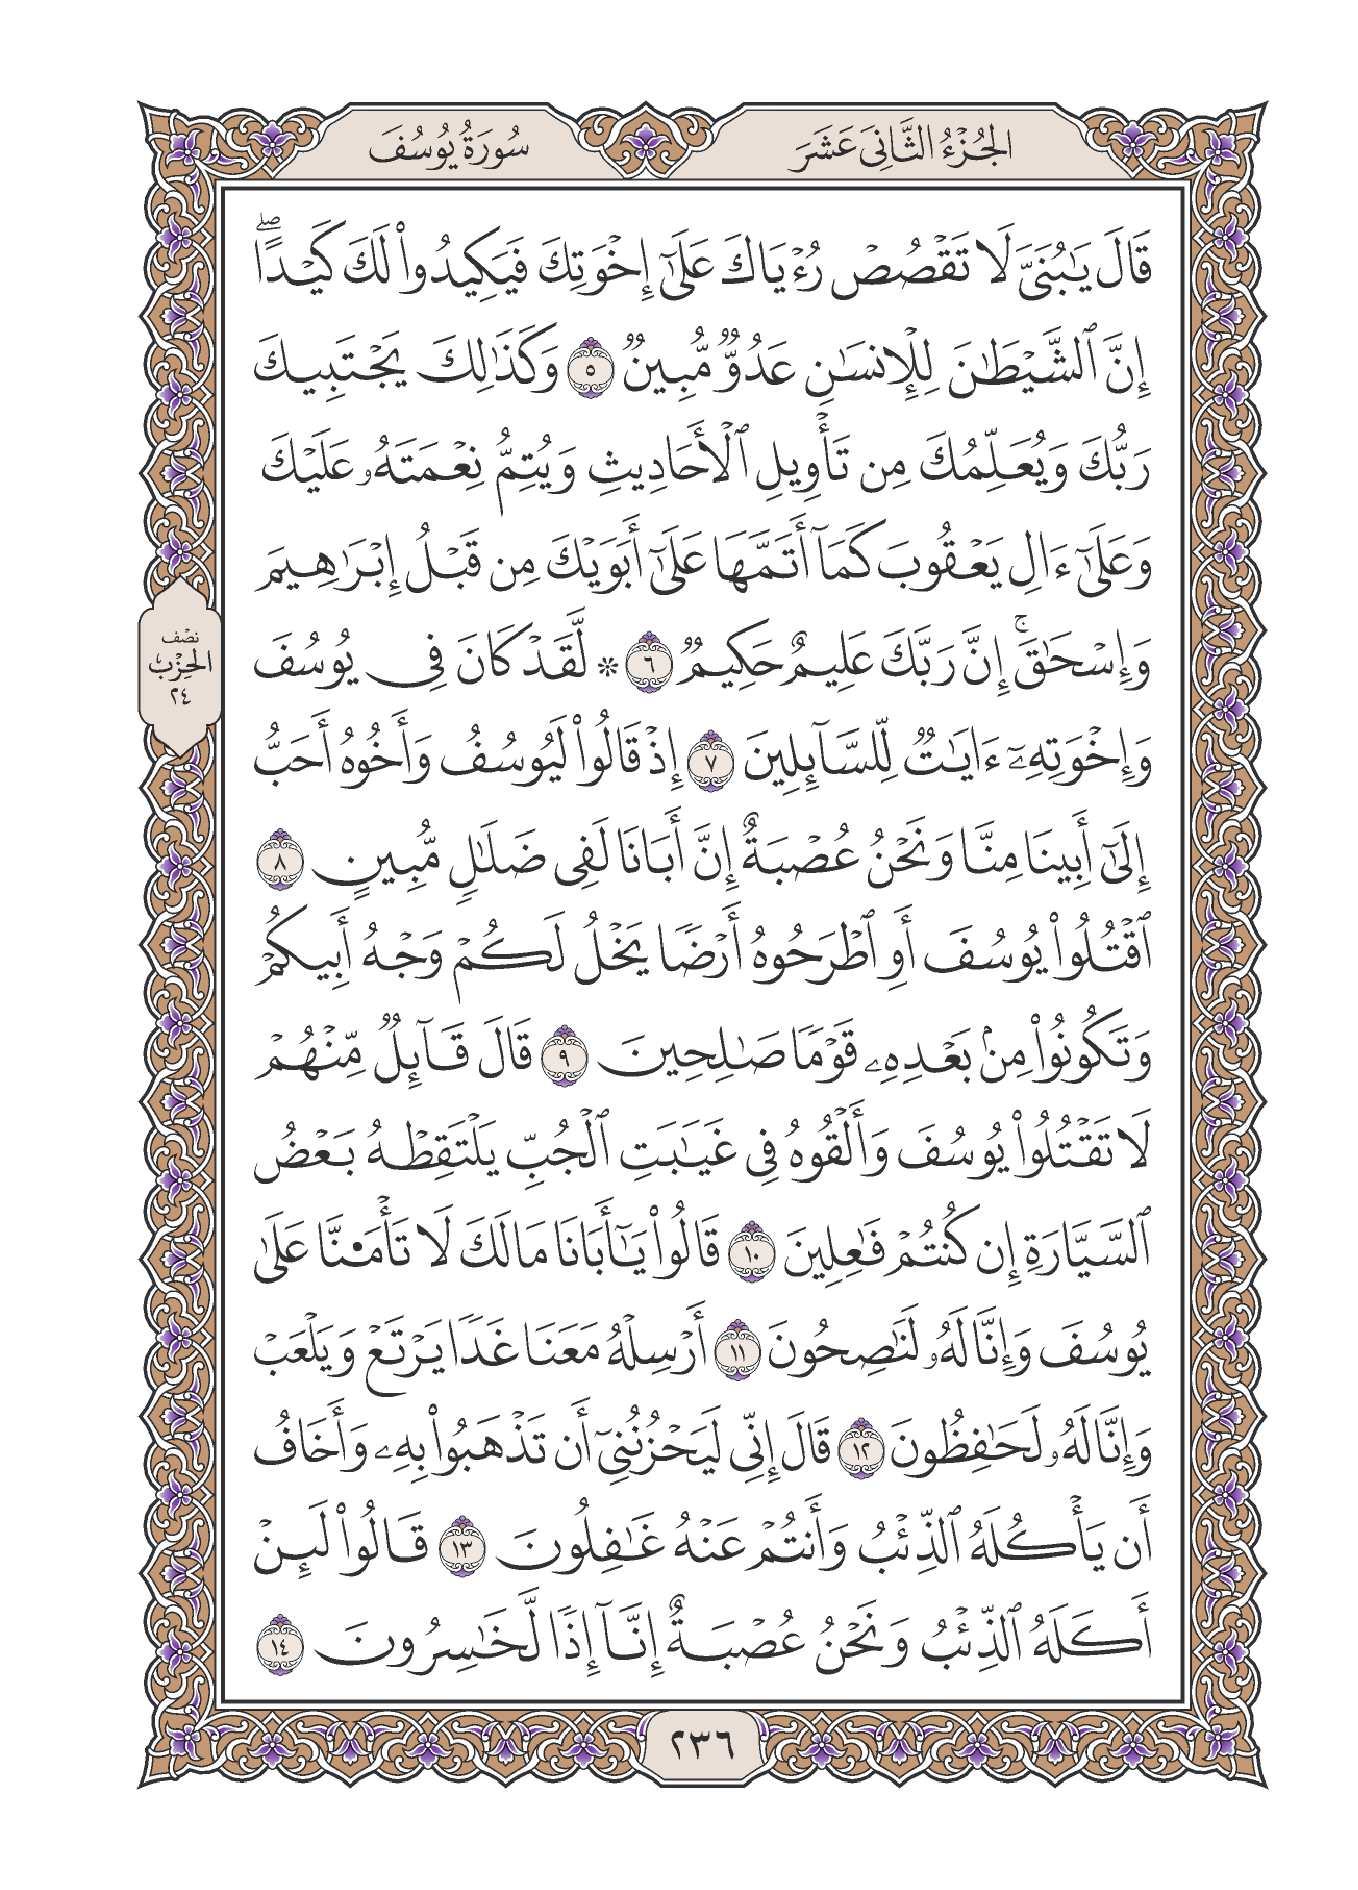 الجُزْءُ الثَّانِيَ عَشَرَ
سُورَةُ يُوسُفَ
قَالَ يَٰبُنَيَّ لَا تَقۡصُصۡ رُءۡيَاكَ عَلَىٰٓ إِخۡوَتِكَ فَيَكِيدُواْ لَكَ كَيۡدًاۖ
إِنَّ ٱلشَّيۡطَٰنَ لِلۡإِنسَٰنِ عَدُوّٞ مُّبِينٞ ٥ وَكَذَٰلِكَ يَجۡتَبِيكَ
رَبُّكَ وَيُعَلِّمُكَ مِن تَأۡوِيلِ ٱلۡأَحَادِيثِ وَيُتِمُّ نِعۡمَتَهُۥ عَلَيۡكَ
وَعَلَىٰٓ ءَالِ يَعۡقُوبَ كَمَآ أَتَمَّهَا عَلَىٰٓ أَبَوَيۡكَ مِن قَبۡلُ إِبۡرَٰهِيمَ
وَإِسۡحَٰقَۚ إِنَّ رَبَّكَ عَلِيمٌ حَكِيمٞ ٦ ۞ لَّقَدۡ كَانَ فِي يُوسُفَ
نصف
الحِزْب
٢٤
وَإِخۡوَتِهِۦٓ ءَايَٰتٞ لِّلسَّآئِلِينَ ٧ إِذۡ قَالُواْ لَيُوسُفُ وَأَخُوهُ أَحَبُّ
إِلَىٰٓ أَبِينَا مِنَّا وَنَحۡنُ عُصۡبَةٌ إِنَّ أَبَانَا لَفِي ضَلَٰلٖ مُّبِينٍ ٨
ٱقۡتُلُواْ يُوسُفَ أَوِ ٱطۡرَحُوهُ أَرۡضٗا يَخۡلُ لَكُمۡ وَجۡهُ أَبِيكُمۡ
وَتَكُونُواْ مِنۢ بَعۡدِهِۦ قَوۡمٗا صَٰلِحِينَ ٩ قَالَ قَآئِلٞ مِّنۡهُمۡ
لَا تَقۡتُلُواْ يُوسُفَ وَأَلۡقُوهُ فِي غَيَٰبَتِ ٱلۡجُبِّ يَلۡتَقِطۡهُ بَعۡضُ
ٱلسَّيَّارَةِ إِن كُنتُمۡ فَٰعِلِينَ ١٠ قَالُواْ يَٰٓأَبَانَا مَا لَكَ لَا تَأۡمَ۬نَّا عَلَىٰ
يُوسُفَ وَإِنَّا لَهُۥ لَنَٰصِحُونَ ١١ أَرۡسِلۡهُ مَعَنَا غَدٗا يَرۡتَعۡ وَيَلۡعَبۡ
وَإِنَّا لَهُۥ لَحَٰفِظُونَ ١٢ قَالَ إِنِّي لَيَحۡزُنُنِيٓ أَن تَذۡهَبُواْ بِهِۦ وَأَخَافُ
أَن يَأۡكُلَهُ ٱلذِّئۡبُ وَأَنتُمۡ عَنۡهُ غَٰفِلُونَ ١٣ قَالُواْ لَئِنۡ
أَكَلَهُ ٱلذِّئۡبُ وَنَحۡنُ عُصۡبَةٌ إِنَّآ إِذٗا لَّخَٰسِرُونَ ١٤
٢٣٦